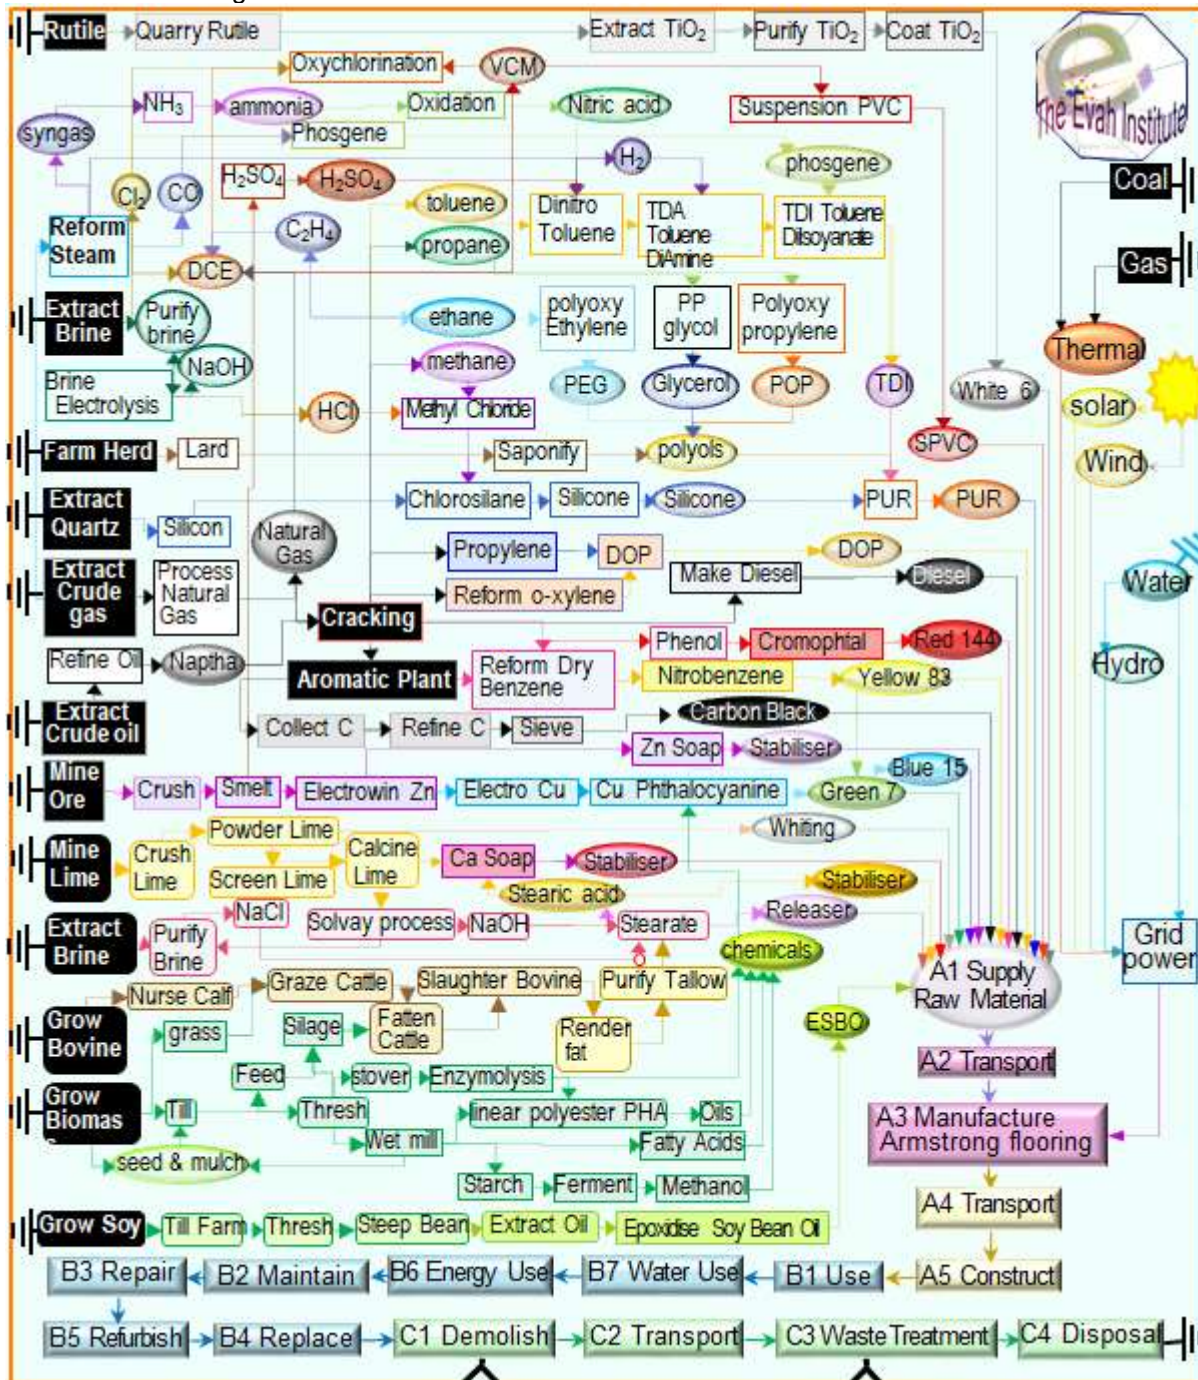 Rutile
Quarry Rutile
Extract TiO₂
Purify TiO₂
Coat TiO₂
Oxychlorination
VCM
The Evah Institute
NH₃
ammonia
Oxidation
Nitric acid
Suspension PVC
syngas
Phosgene
H₂
phosgene
Coal
Cl₂
CO
H₂SO₄
H₂SO₄
toluene
Dinitro
Toluene
TDA
Toluene
DiAmine
TDI Toluene
Diisoyanate
Reform
Steam
C₂H₄
propane
DCE
Gas
Extract
Brine
Purify
brine
ethane
polyoxy
Ethylene
PP
glycol
Polyoxy
propylene
Thermal
NaOH
methane
Brine
Electrolysis
HCl
Methyl Chloride
PEG
Glycerol
POP
TDI
White 6
solar
Farm Herd
Lard
Saponify
polyols
SPVC
Wind
Extract
Quartz
Silicon
Natural
Gas
Chlorosilane
Silicone
Silicone
PUR
PUR
Propylene
DOP
DOP
Extract
Crude
gas
Process
Natural
Gas
Cracking
Reform o-xylene
Make Diesel
Diesel
Water
Refine Oil
Naptha
Aromatic Plant
Reform Dry
Benzene
Phenol
Cromophtal
Red 144
Hydro
Nitrobenzene
Yellow 83
Extract
Crude oil
Collect C
Refine C
Sieve
Carbon Black
Zn Soap
Stabiliser
Mine
Ore
Crush
Smelt
Electrowin Zn
Electro Cu
Cu Phthalocyanine
Blue 15
Green 7
Mine
Lime
Crush
Lime
Powder Lime
Screen Lime
Calcine
Lime
Ca Soap
Stabiliser
Whiting
Stearic acid
Stabiliser
Extract
Brine
Purify
Brine
NaCl
Solvay process
NaOH
Stearate
Releaser
chemicals
Grid
power
A1 Supply
Raw Material
Nurse Calf
Graze Cattle
Slaughter Bovine
Purify Tallow
Grow
Bovine
grass
Silage
Fatten
Cattle
Render
fat
ESBO
A2 Transport
Feed
stover
Enzymolysis
Grow
Biomas
Till
Thresh
linear polyester PHA
Oils
A3 Manufacture
Armstrong flooring
seed & mulch
Wet mill
Fatty Acids
Starch
Ferment
Methanol
A4 Transport
Grow Soy
Till Farm
Thresh
Steep Bean
Extract Oil
Epoxidise Soy Bean Oil
B3 Repair
B2 Maintain
B6 Energy Use
B7 Water Use
B1 Use
A5 Construct
B5 Refurbish
B4 Replace
C1 Demolish
C2 Transport
C3 Waste Treatment
C4 Disposal